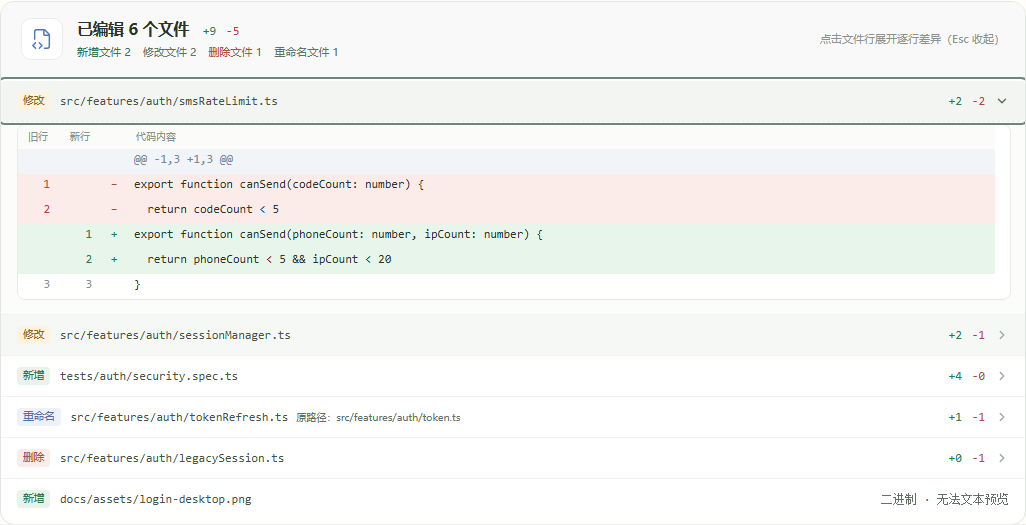 已编辑 6 个文件 +9 -5
新增文件 2 修改文件 2 删除文件 1 重命名文件 1
点击文件行展开逐行差异（Esc 收起）
修改 src/features/auth/smsRateLimit.ts +2 -2
旧行 新行 代码内容
@@ -1,3 +1,3 @@
1 - export function canSend(codeCount: number) {
2 - return codeCount < 5
1 + export function canSend(phoneCount: number, ipCount: number) {
2 + return phoneCount < 5 && ipCount < 20
3 3 }
修改 src/features/auth/sessionManager.ts +2 -1
新增 tests/auth/security.spec.ts +4 -0
重命名 src/features/auth/tokenRefresh.ts 原路径: src/features/auth/token.ts +1 -1
删除 src/features/auth/legacySession.ts +0 -1
新增 docs/assets/login-desktop.png 二进制 · 无法文本预览